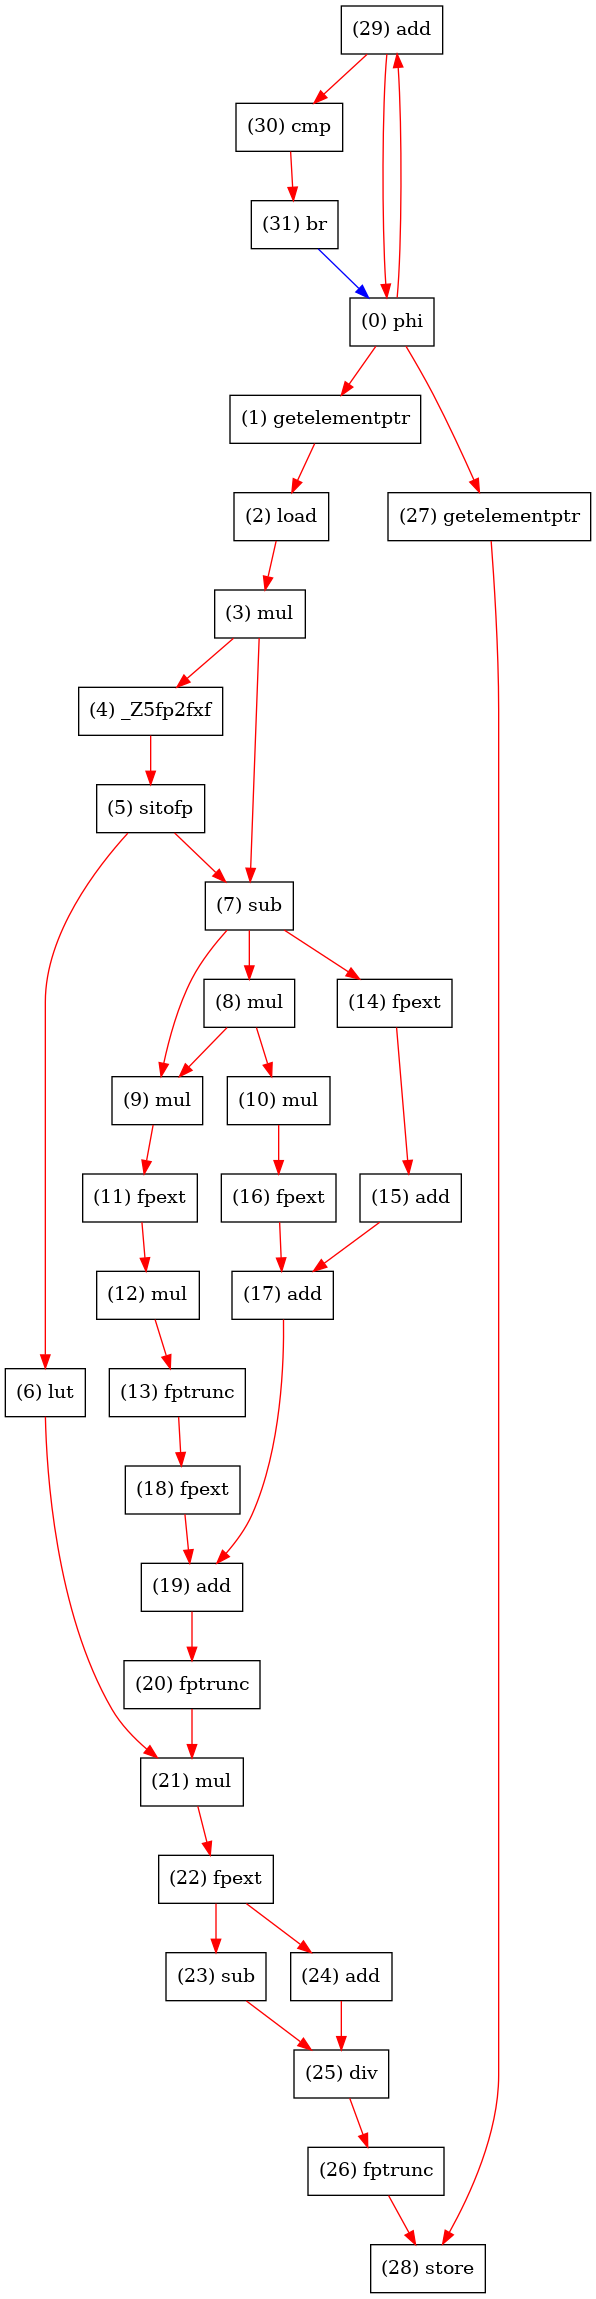 (29) add
(30) cmp
(31) br
(0) phi
(1) getelementptr
(2) load
(27) getelementptr
(3) mul
(4) _Z5fp2fxf
(5) sitofp
(7) sub
(8) mul
(14) fpext
(9) mul
(10) mul
(11) fpext
(16) fpext
(15) add
(12) mul
(17) add
(6) lut
(13) fptrunc
(18) fpext
(19) add
(20) fptrunc
(21) mul
(22) fpext
(23) sub
(24) add
(25) div
(26) fptrunc
(28) store